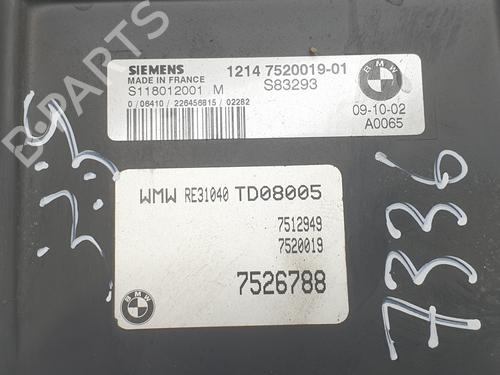 B-PARTS
SIEMENS
MADE IN FRANCE
1214 7520019-01
S118012001 M S83293
0 / 06410 / 226456815 / 02282
BMW
09-10-02
A0065
WMW RE31040 TD08005
7512949
7520019
7526788
BMW
7336